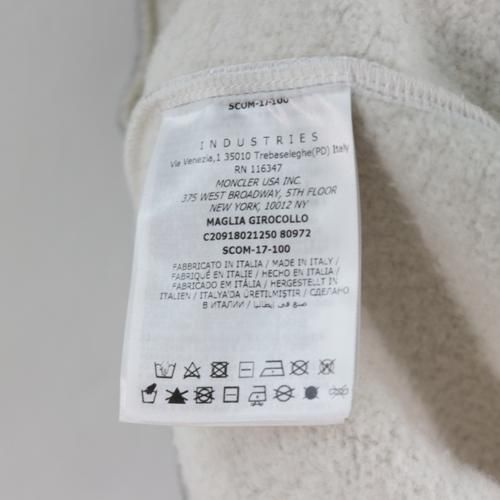 SCOM-17-100
INDUSTRIES
Via Venezia,1 35010 Trebaseleghe(PD) Italy
RN 116347
MONCLER USA INC.
375 WEST BROADWAY, 5TH FLOOR
NEW YORK, 10012 NY
MAGLIA GIROCOLLO
C20918021250 80972
SCOM-17-100
FABBRICATO IN ITALIA / MADE IN ITALY /
FABRIQUÉ EN ITALIE / HECHO EN ITALIA /
FABRICADO EM ITÁLIA / HERGESTELLT IN
ITALIEN / ITALYA'DA ÜRETILMIŞTIR / СДЕЛАНО
В ИТАЛИИ / صنع في إيطاليا